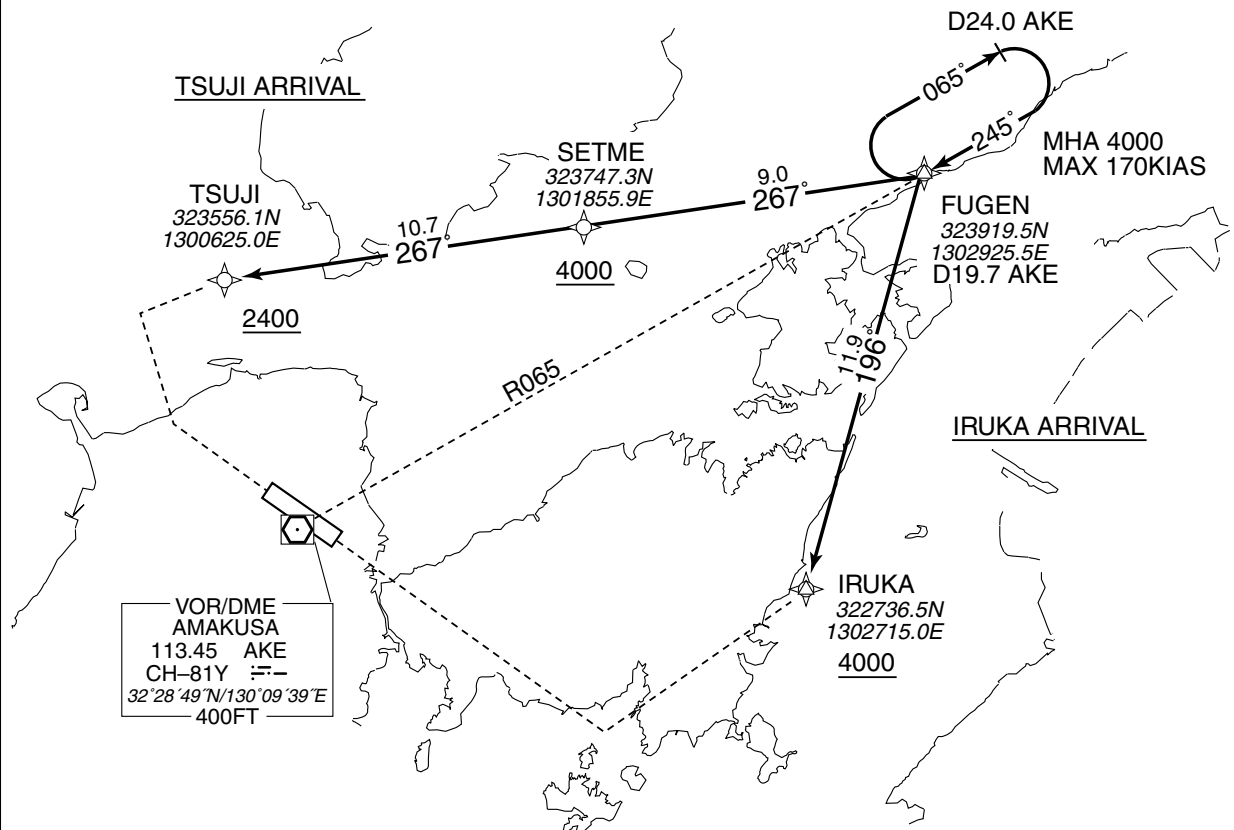 D24.0 AKE
TSUJI ARRIVAL
065°
245°
MHA 4000
MAX 170KIAS
SETME
323747.3N
1301855.9E
4000
9.0
267°
TSUJI
323556.1N
1300625.0E
2400
10.7
267°
FUGEN
323919.5N
1302925.5E
D19.7 AKE
R065
11.9
196°
IRUKA ARRIVAL
IRUKA
322736.5N
1302715.0E
4000
VOR/DME
AMAKUSA
113.45 AKE
CH–81Y
32°28´49˝N/130°09´39˝E
400FT